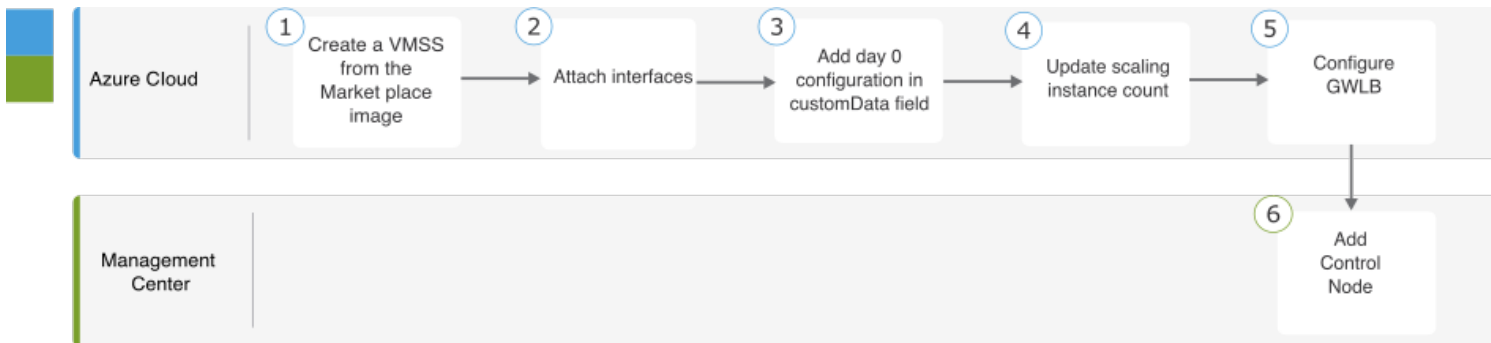 1
Create a VMSS
from the
Market place
image
2
Attach interfaces
3
Add day 0
configuration in
customData field
4
Update scaling
instance count
5
Configure
GWLB
Azure Cloud
6
Add
Control
Node
Management
Center